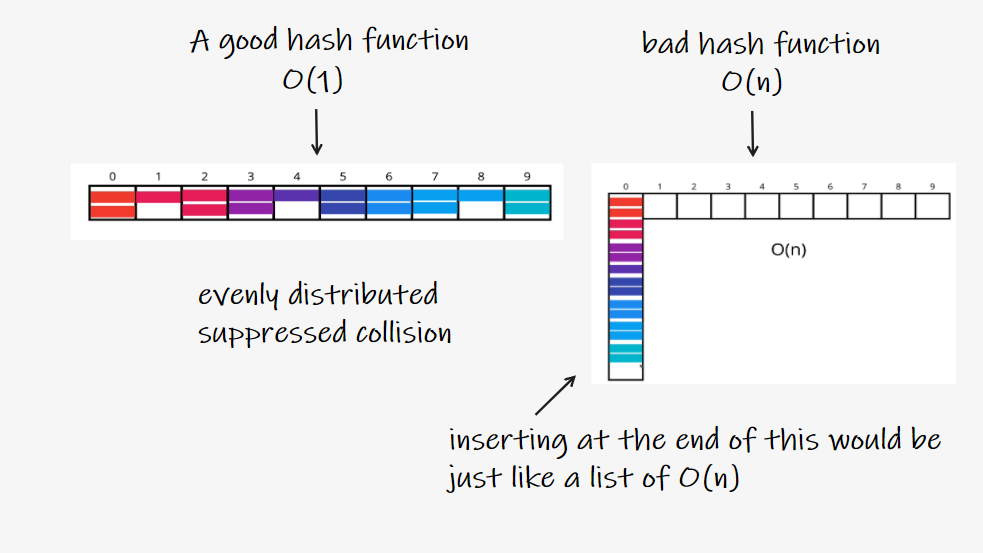 A good hash function
O(1)
0 1 2 3 4 5 6 7 8 9
evenly distributed
suppressed collision
bad hash function
O(n)
0 1 2 3 4 5 6 7 8 9
O(n)
inserting at the end of this would be
just like a list of O(n)